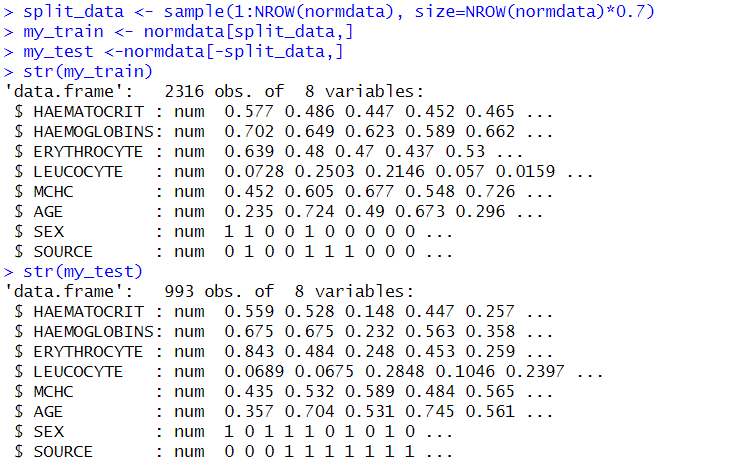 > split_data <- sample(1:NROW(normdata), size=NROW(normdata)*0.7)
> my_train <- normdata[split_data,]
> my_test <-normdata[-split_data,]
> str(my_train)
'data.frame':   2316 obs. of  8 variables:
 $ HAEMATOCRIT : num  0.577 0.486 0.447 0.452 0.465 ...
 $ HAEMOGLOBINS: num  0.702 0.649 0.623 0.589 0.662 ...
 $ ERYTHROCYTE : num  0.639 0.48 0.47 0.437 0.53 ...
 $ LEUCOCYTE   : num  0.0728 0.2503 0.2146 0.057 0.0159 ...
 $ MCHC        : num  0.452 0.605 0.677 0.548 0.726 ...
 $ AGE         : num  0.235 0.724 0.49 0.673 0.296 ...
 $ SEX         : num  1 1 0 0 1 0 0 0 0 0 ...
 $ SOURCE      : num  0 1 0 0 1 1 1 0 0 0 ...
> str(my_test)
'data.frame':   993 obs. of  8 variables:
 $ HAEMATOCRIT : num  0.559 0.528 0.148 0.447 0.257 ...
 $ HAEMOGLOBINS: num  0.675 0.675 0.232 0.563 0.358 ...
 $ ERYTHROCYTE : num  0.843 0.484 0.248 0.453 0.259 ...
 $ LEUCOCYTE   : num  0.0689 0.0675 0.2848 0.1046 0.2397 ...
 $ MCHC        : num  0.435 0.532 0.589 0.484 0.565 ...
 $ AGE         : num  0.357 0.704 0.531 0.745 0.561 ...
 $ SEX         : num  1 0 1 1 1 0 1 0 1 0 ...
 $ SOURCE      : num  0 0 0 1 1 1 1 1 1 1 ...